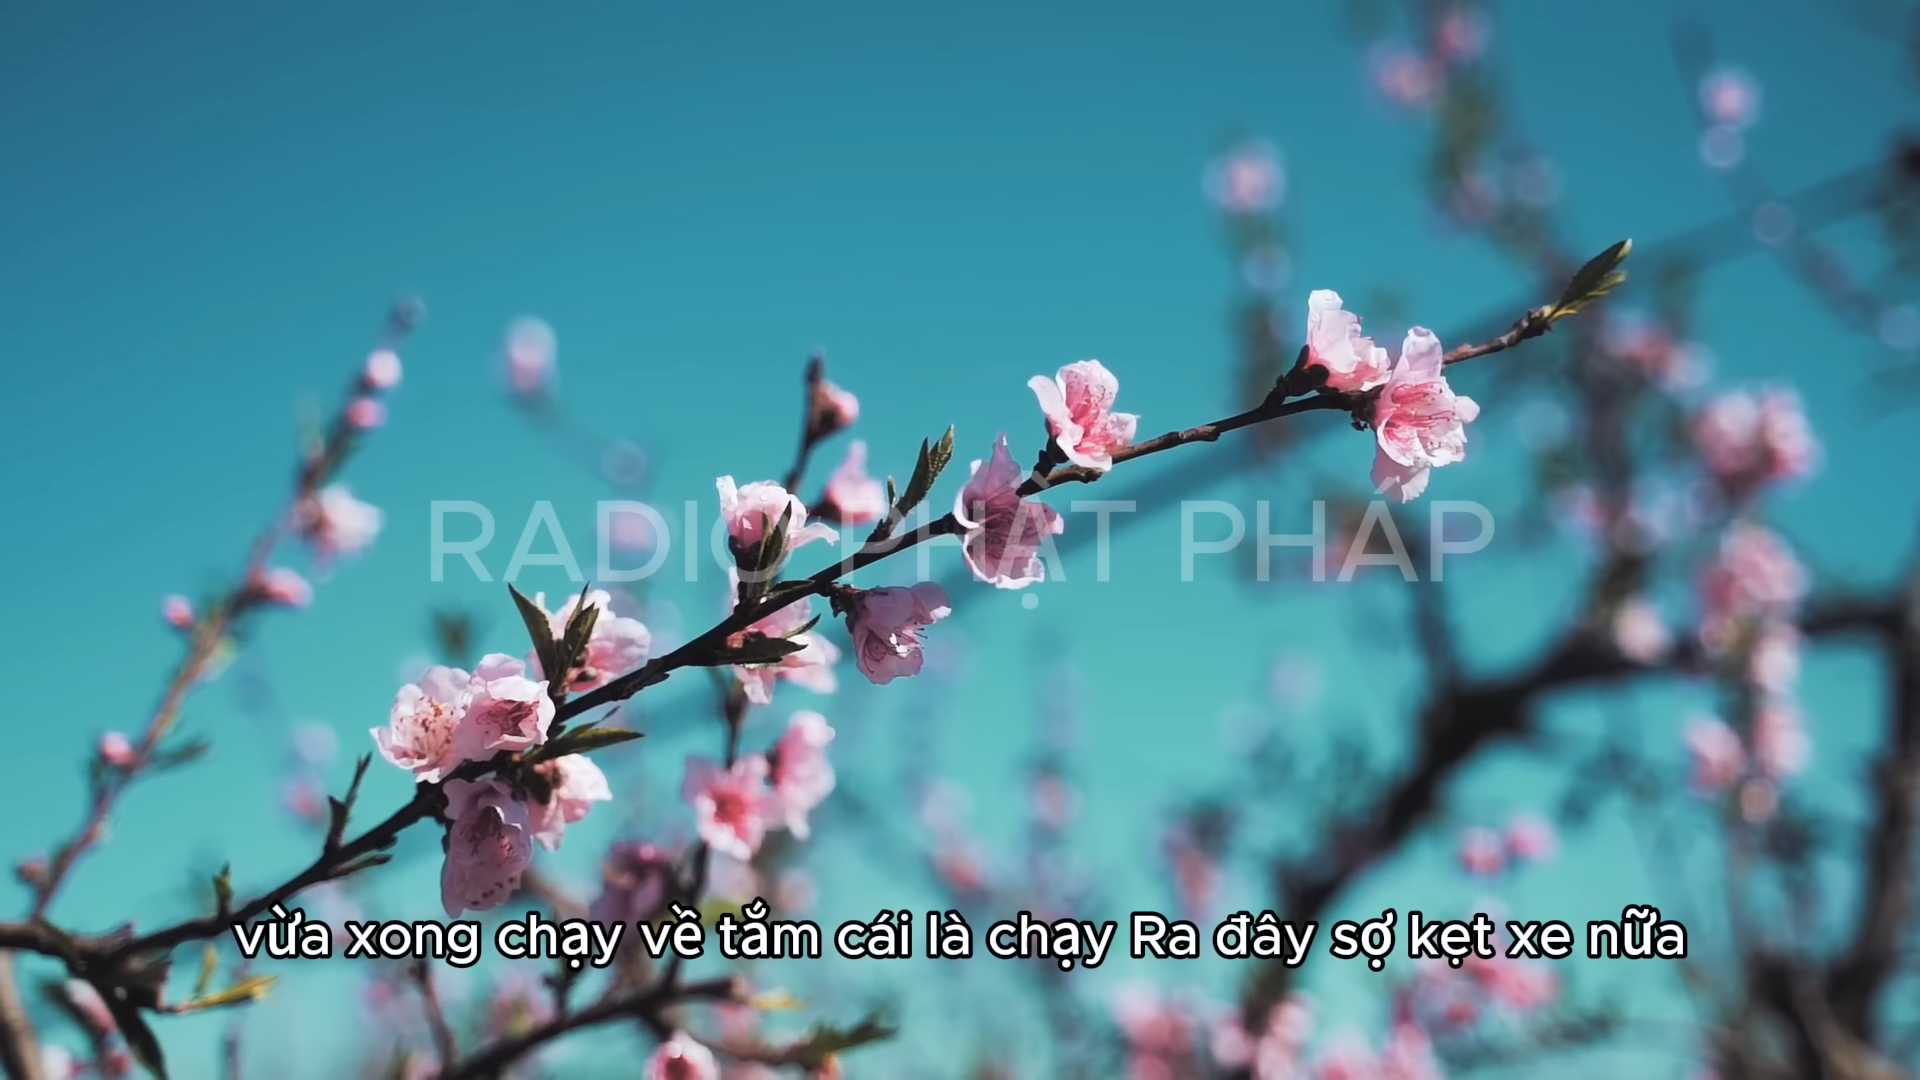 RADIO PHẬT PHÁP
vừa xong chạy về tắm cái là chạy Ra đây sợ kẹt xe nữa